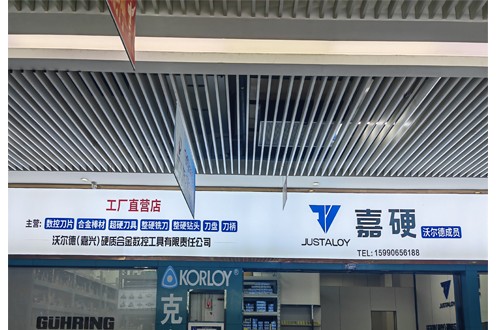 工厂直营店
主营: 数控刀片 合金棒材 超硬刀具 整硬铣刀 整硬钻头 刀盘 刀柄
沃尔德(嘉兴)硬质合金数控工具有限责任公司
JUSTALOY
嘉硬 沃尔德成员
TEL: 15990656188
KORLOY
克
GÜHRING